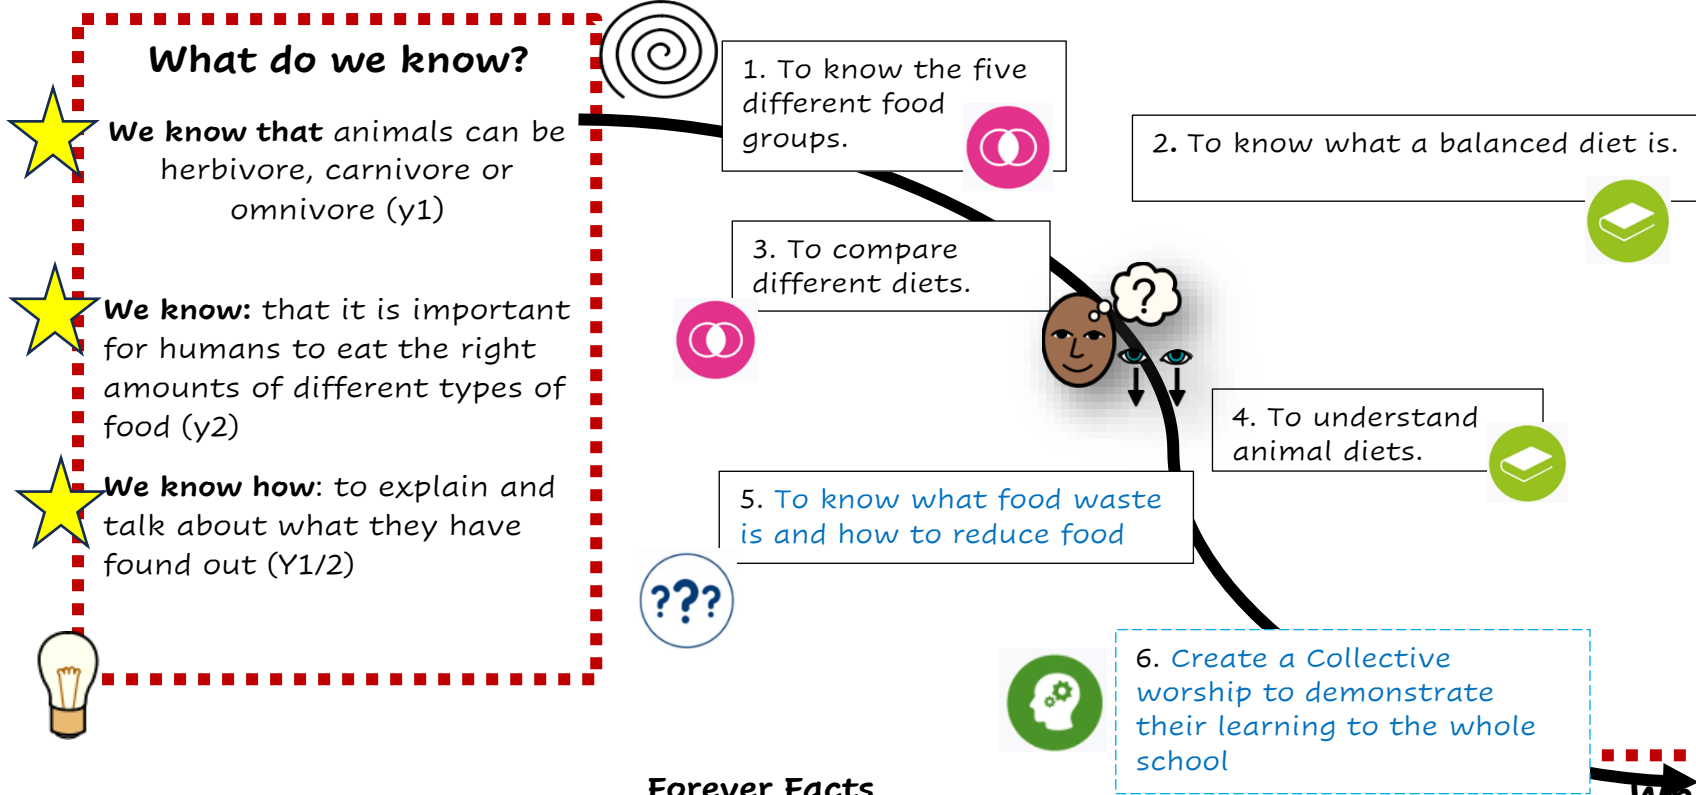 What do we know?
We know that animals can be
herbivore, carnivore or
omnivore (y1)
We know: that it is important
for humans to eat the right
amounts of different types of
food (y2)
We know how: to explain and
talk about what they have
found out (Y1/2)
1. To know the five
different food
groups.
2. To know what a balanced diet is.
3. To compare
different diets.
?
4. To understand
animal diets.
5. To know what food waste
is and how to reduce food
???
6. Create a Collective
worship to demonstrate
their learning to the whole
school
Forever Facts